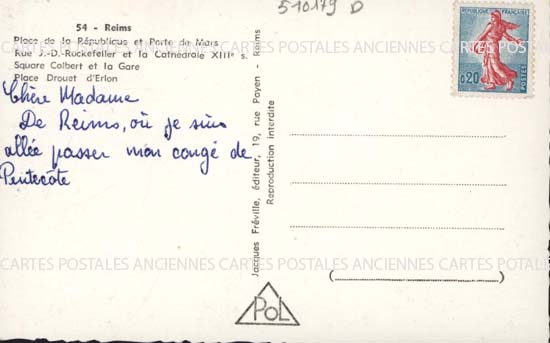 510179 D
54 - Reims
Place de la République et Porte de Mars
Rue J.-D.-Rockefeller et la Cathédrale XIIIe s.
Square Colbert et la Gare
Place Drouet d'Erlon
Chère Madame
De Reims, où je suis
allée passer mon congé de
Pentecôte
Jacques Fréville, éditeur, 19, rue Payen - Reims
Reproduction interdite
REPUBLIQUE FRANÇAISE
0,20
POSTES
CARTES POSTALES ANCIENNES CARTES POSTALES ANCIENNES CARTES POSTALES
CARTES POSTALES ANCIENNES CARTES POSTALES ANCIENNES CARTES POTAL
POL